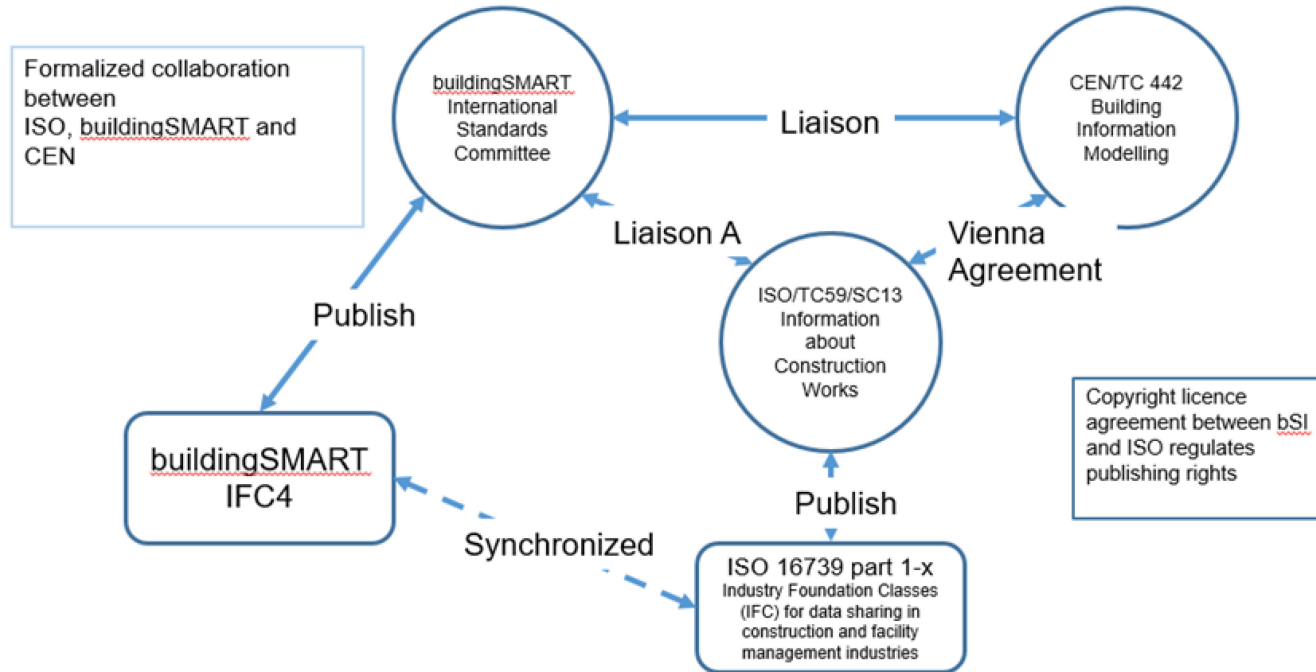 Formalized collaboration
between
ISO, buildingSMART and
CEN
buildingSMART
International
Standards
Committee
Liaison
CEN/TC 442
Building
Information
Modelling
Liaison A
Vienna
Agreement
ISO/TC59/SC13
Information
about
Construction
Works
Publish
Copyright licence
agreement between bSI
and ISO regulates
publishing rights
buildingSMART
IFC4
Publish
Synchronized
ISO 16739 part 1-x
Industry Foundation Classes
(IFC) for data sharing in
construction and facility
management industries